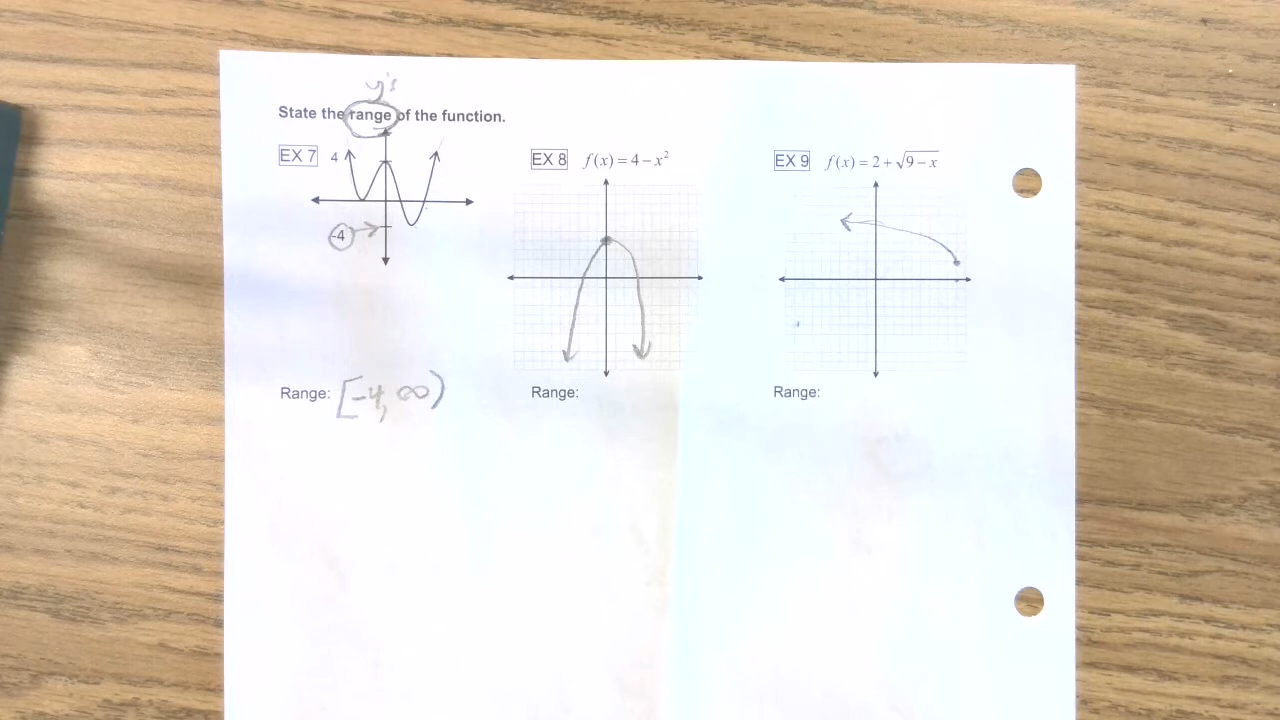 y's
State the range of the function.
EX 7 4
-4
Range: [-4, ∞)
EX 8 f(x) = 4 − x²
Range:
EX 9 f(x) = 2 + √(9 − x)
Range: